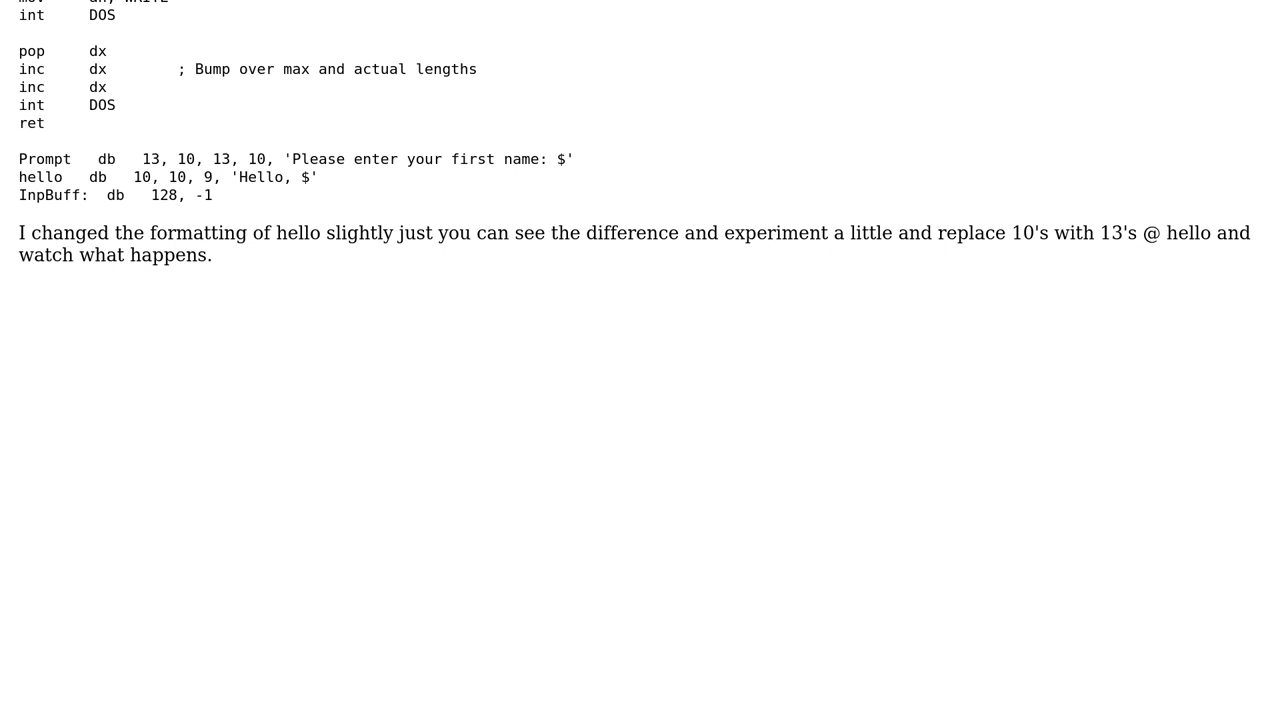 int     DOS

pop     dx
inc     dx        ; Bump over max and actual lengths
inc     dx
int     DOS
ret

Prompt   db   13, 10, 13, 10, 'Please enter your first name: $'
hello   db   10, 10, 9, 'Hello, $'
InpBuff:  db   128, -1

I changed the formatting of hello slightly just you can see the difference and experiment a little and replace 10's with 13's @ hello and
watch what happens.